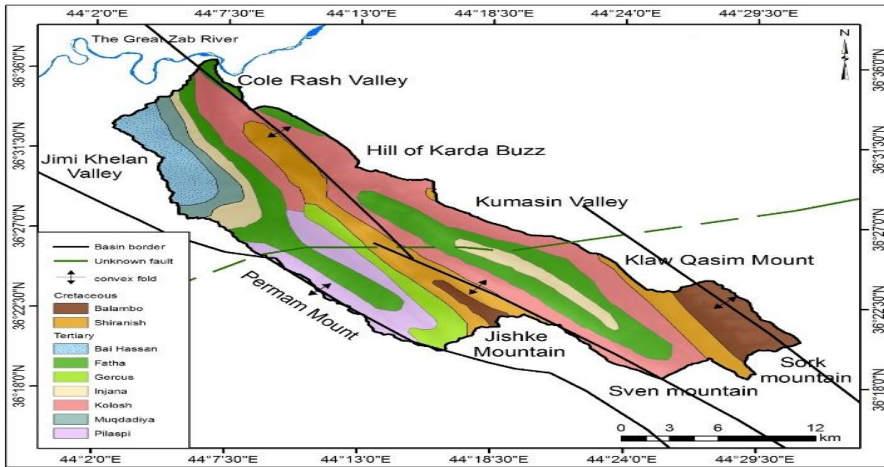 44°2'0"E 44°7'30"E 44°13'0"E 44°18'30"E 44°24'0"E 44°29'30"E
The Great Zab River
N
36°36'0"N
36°36'0"N
Cole Rash Valley
36°31'30"N
36°31'30"N
Hill of Karda Buzz
Jimi Khelan
Valley
Kumasin Valley
36°27'0"N
36°27'0"N
Basin border
Unknown fault
convex fold
Cretaceous
Balambo
Shiranish
Tertiary
Bai Hassan
Fatha
Gercus
Injana
Kolosh
Muqdadiya
Pilaspi
Klaw Qasim Mount
Permam Mount
36°22'30"N
36°22'30"N
Jishke
Mountain
Sork
mountain
Sven mountain
36°18'0"N
36°18'0"N
0 3 6 12
km
44°2'0"E 44°7'30"E 44°13'0"E 44°18'30"E 44°24'0"E 44°29'30"E